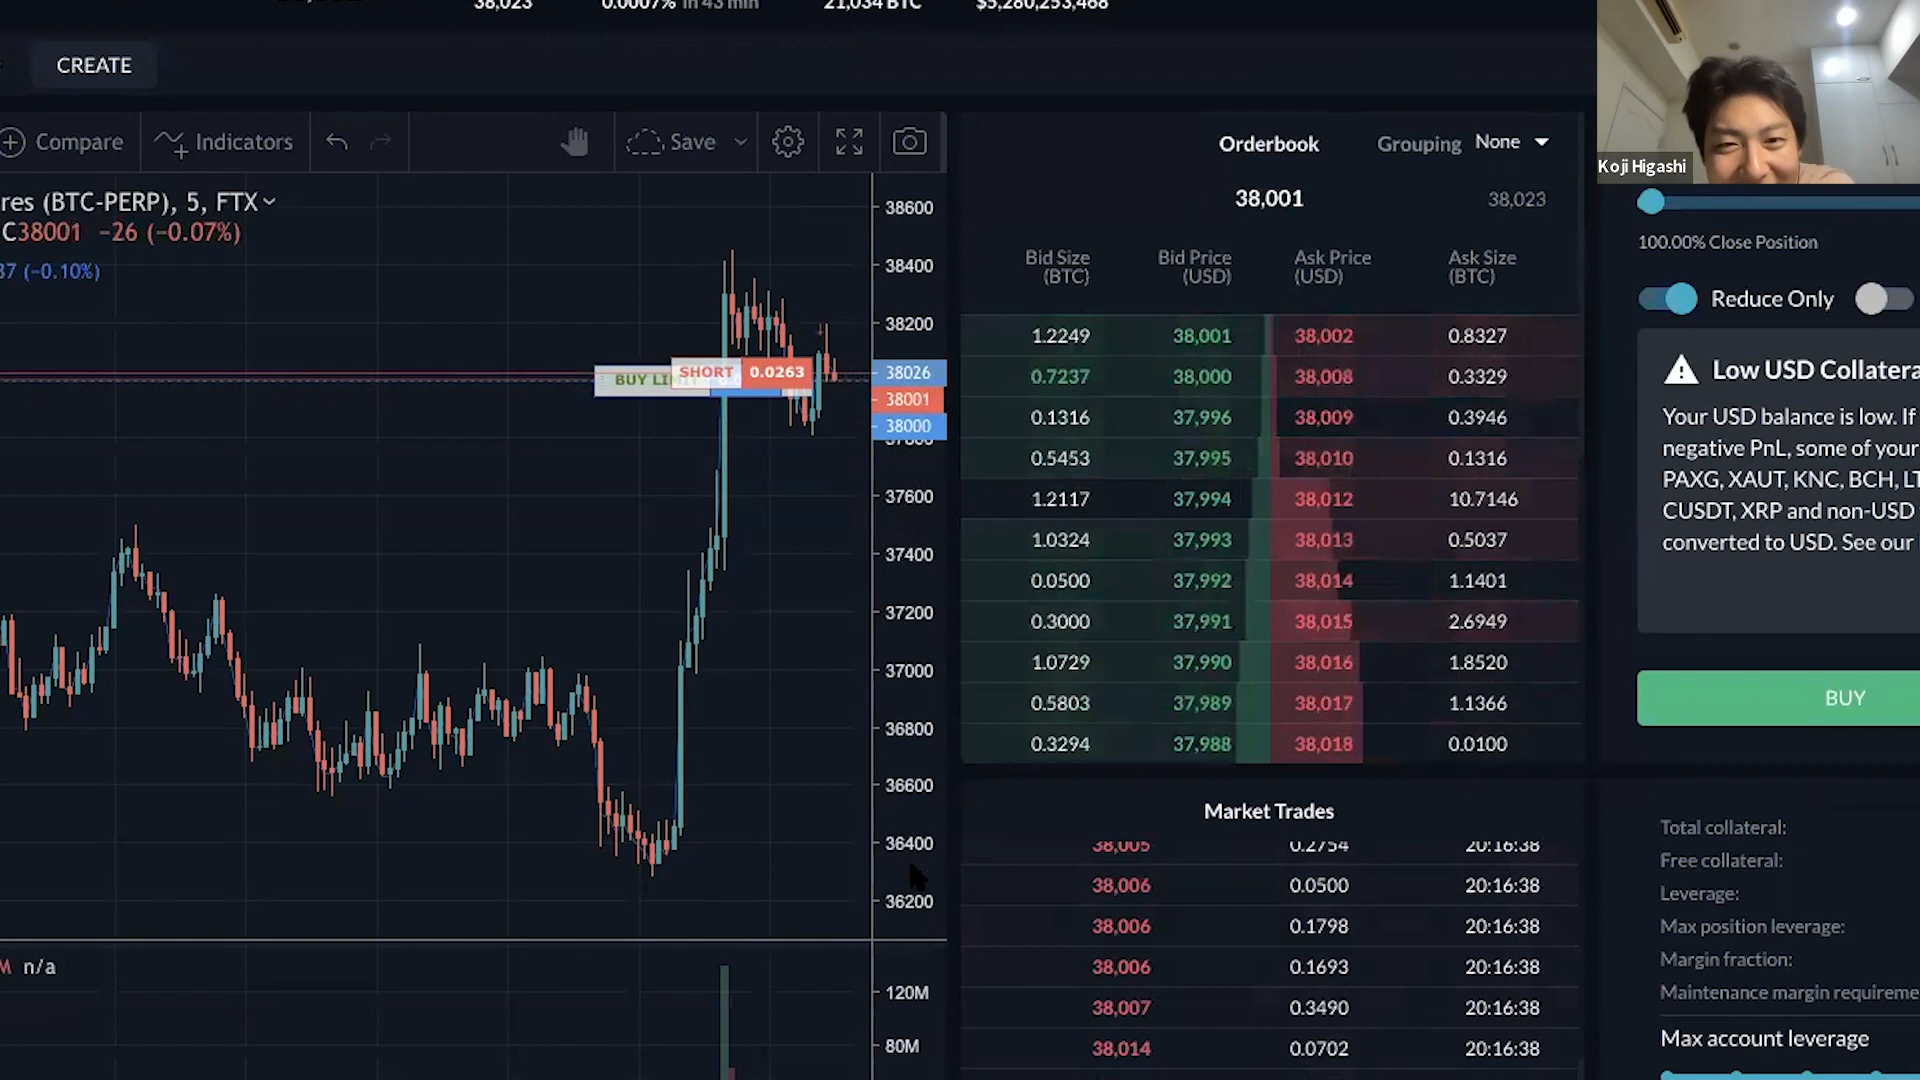 38,023
0.0007% in 43 min
21,034 BTC
$5,280,253,468
CREATE
Compare
Indicators
Save
res (BTC-PERP), 5, FTX
C38001 −26 (−0.07%)
37 (−0.10%)
38600
38400
38200
BUY LIMIT
SHORT 0.0263
38026
38001
38000
37800
37600
37400
37200
37000
36800
36600
36400
36200
M n/a
120M
80M
Orderbook
Grouping None
38,001
38,023
Bid Size (BTC)
Bid Price (USD)
Ask Price (USD)
Ask Size (BTC)
1.2249 38,001 38,002 0.8327
0.7237 38,000 38,008 0.3329
0.1316 37,996 38,009 0.3946
0.5453 37,995 38,010 0.1316
1.2117 37,994 38,012 10.7146
1.0324 37,993 38,013 0.5037
0.0500 37,992 38,014 1.1401
0.3000 37,991 38,015 2.6949
1.0729 37,990 38,016 1.8520
0.5803 37,989 38,017 1.1366
0.3294 37,988 38,018 0.0100
Market Trades
38,005 0.2754 20:16:38
38,006 0.0500 20:16:38
38,006 0.1798 20:16:38
38,006 0.1693 20:16:38
38,007 0.3490 20:16:38
38,014 0.0702 20:16:38
Koji Higashi
100.00% Close Position
Reduce Only
Low USD Collatera
Your USD balance is low. If
negative PnL, some of your
PAXG, XAUT, KNC, BCH, LT
CUSDT, XRP and non-USD
converted to USD. See our
BUY
Total collateral:
Free collateral:
Leverage:
Max position leverage:
Margin fraction:
Maintenance margin requireme
Max account leverage